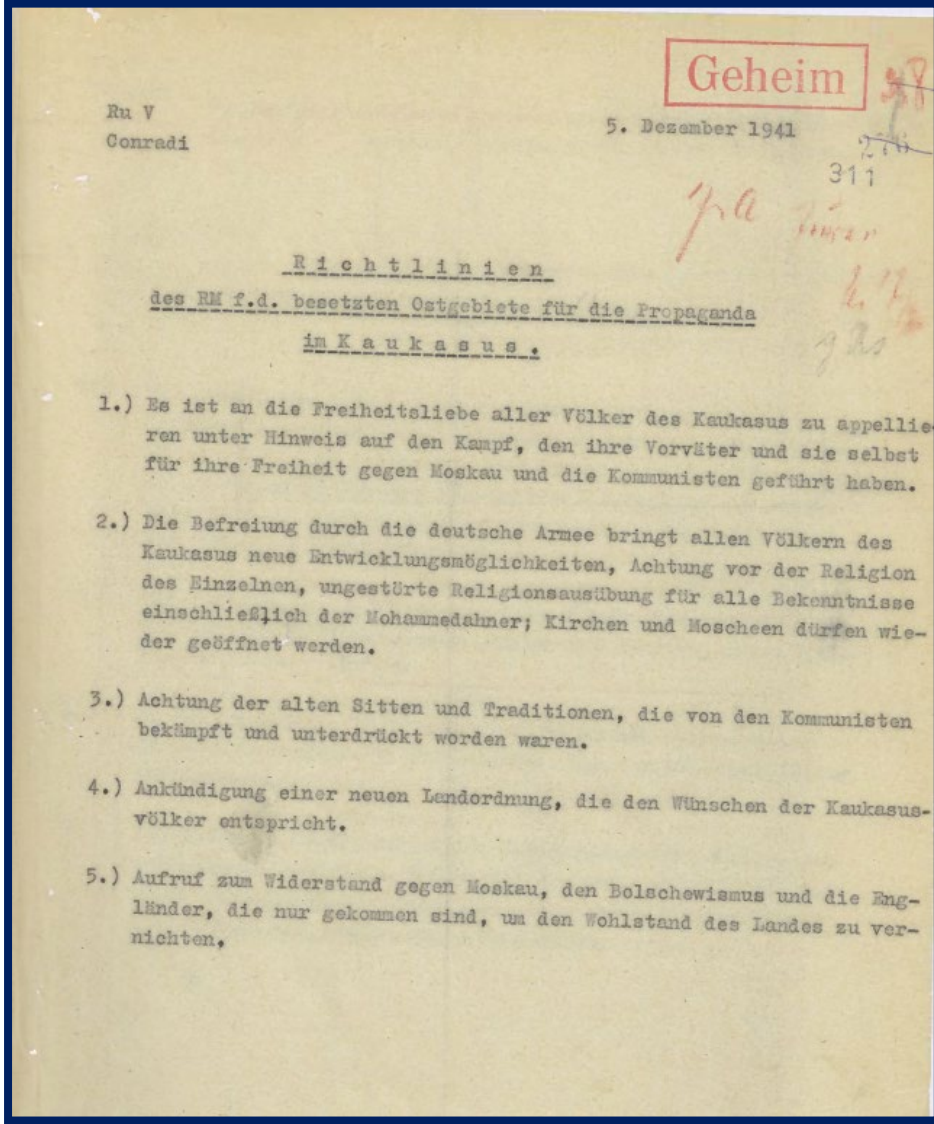 Geheim
Ru V
Conradi
5. Dezember 1941
311
Richtlinien
des RM f.d. besetzten Ostgebiete für die Propaganda
im Kaukasus.
1.) Es ist an die Freiheitsliebe aller Völker des Kaukasus zu appellie-
ren unter Hinweis auf den Kampf, den ihre Vorväter und sie selbst
für ihre Freiheit gegen Moskau und die Kommunisten geführt haben.
2.) Die Befreiung durch die deutsche Armee bringt allen Völkern des
Kaukasus neue Entwicklungsmöglichkeiten, Achtung vor der Religion
des Einzelnen, ungestörte Religionsausübung für alle Bekenntnisse
einschließlich der Mohammedahner; Kirchen und Moscheen dürfen wie-
der geöffnet werden.
3.) Achtung der alten Sitten und Traditionen, die von den Kommunisten
bekämpft und unterdrückt worden waren.
4.) Ankündigung einer neuen Landordnung, die den Wünschen der Kaukasus-
völker entspricht.
5.) Aufruf zum Widerstand gegen Moskau, den Bolschewismus und die Eng-
länder, die nur gekommen sind, um den Wohlstand des Landes zu ver-
nichten,